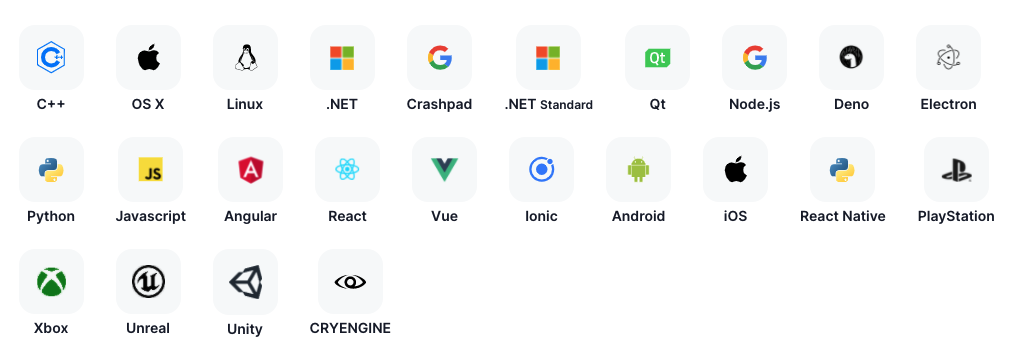 C++ OS X Linux .NET Crashpad .NET Standard Qt Node.js Deno Electron
JS
Python Javascript Angular React Vue Ionic Android iOS React Native PlayStation
Xbox Unreal Unity CRYENGINE